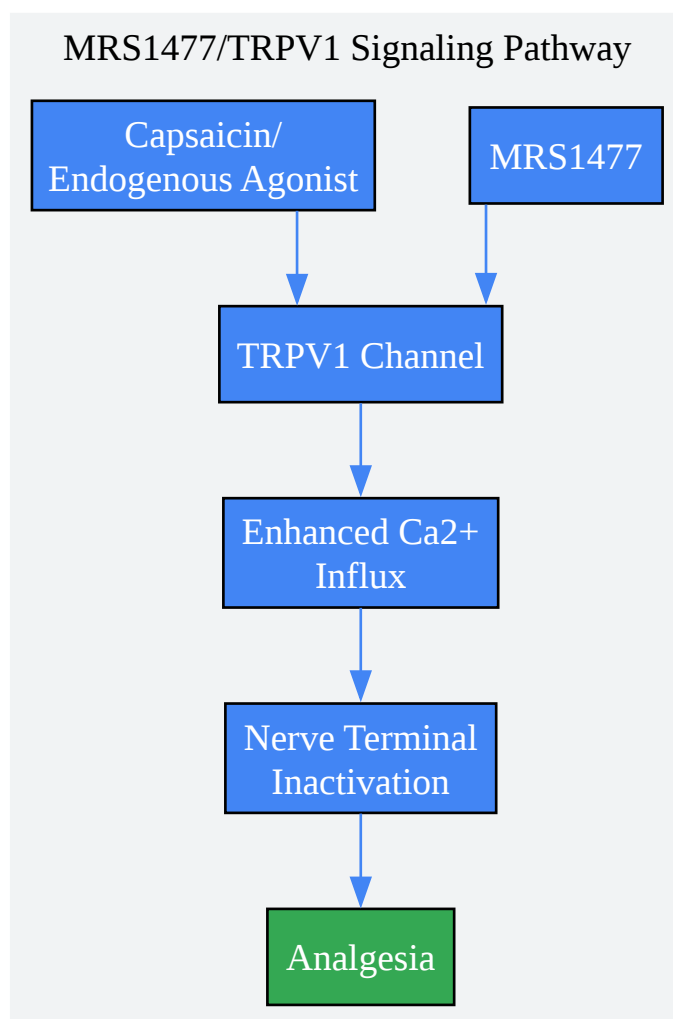 MRS1477/TRPV1 Signaling Pathway
Capsaicin/
Endogenous Agonist
MRS1477
TRPV1 Channel
Enhanced Ca2+
Influx
Nerve Terminal
Inactivation
Analgesia